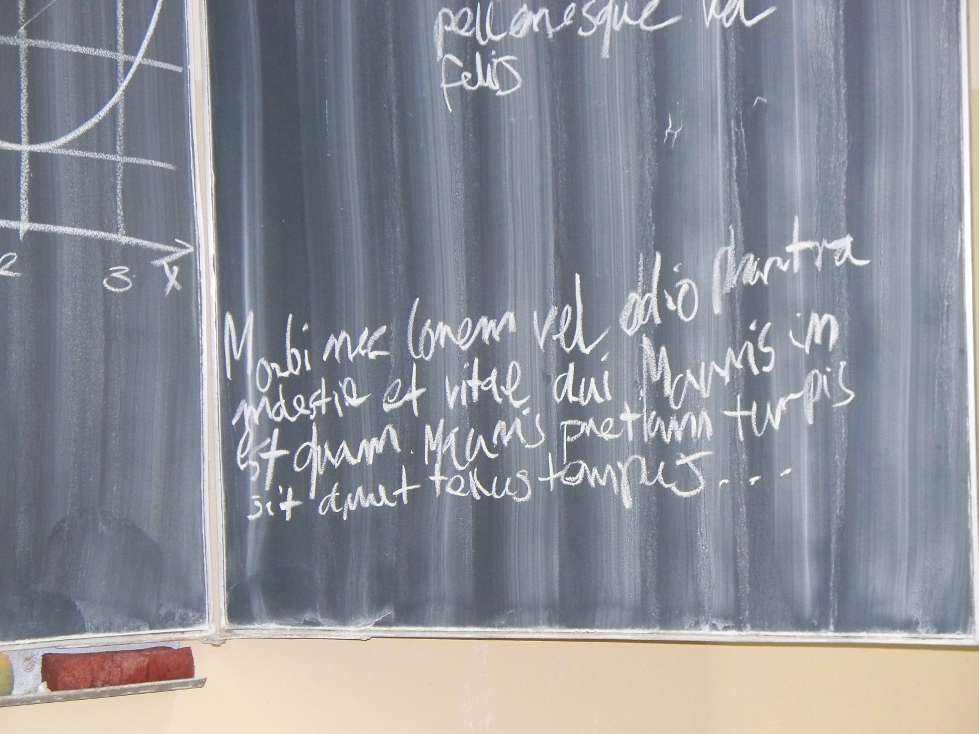 pellenesque vel
felis
2 3 x
Morbi nec lorem vel odio pharetra
molestie et vitae dui Mauris in
est quam. Mauris pretium turpis
sit amet tellus tempus...